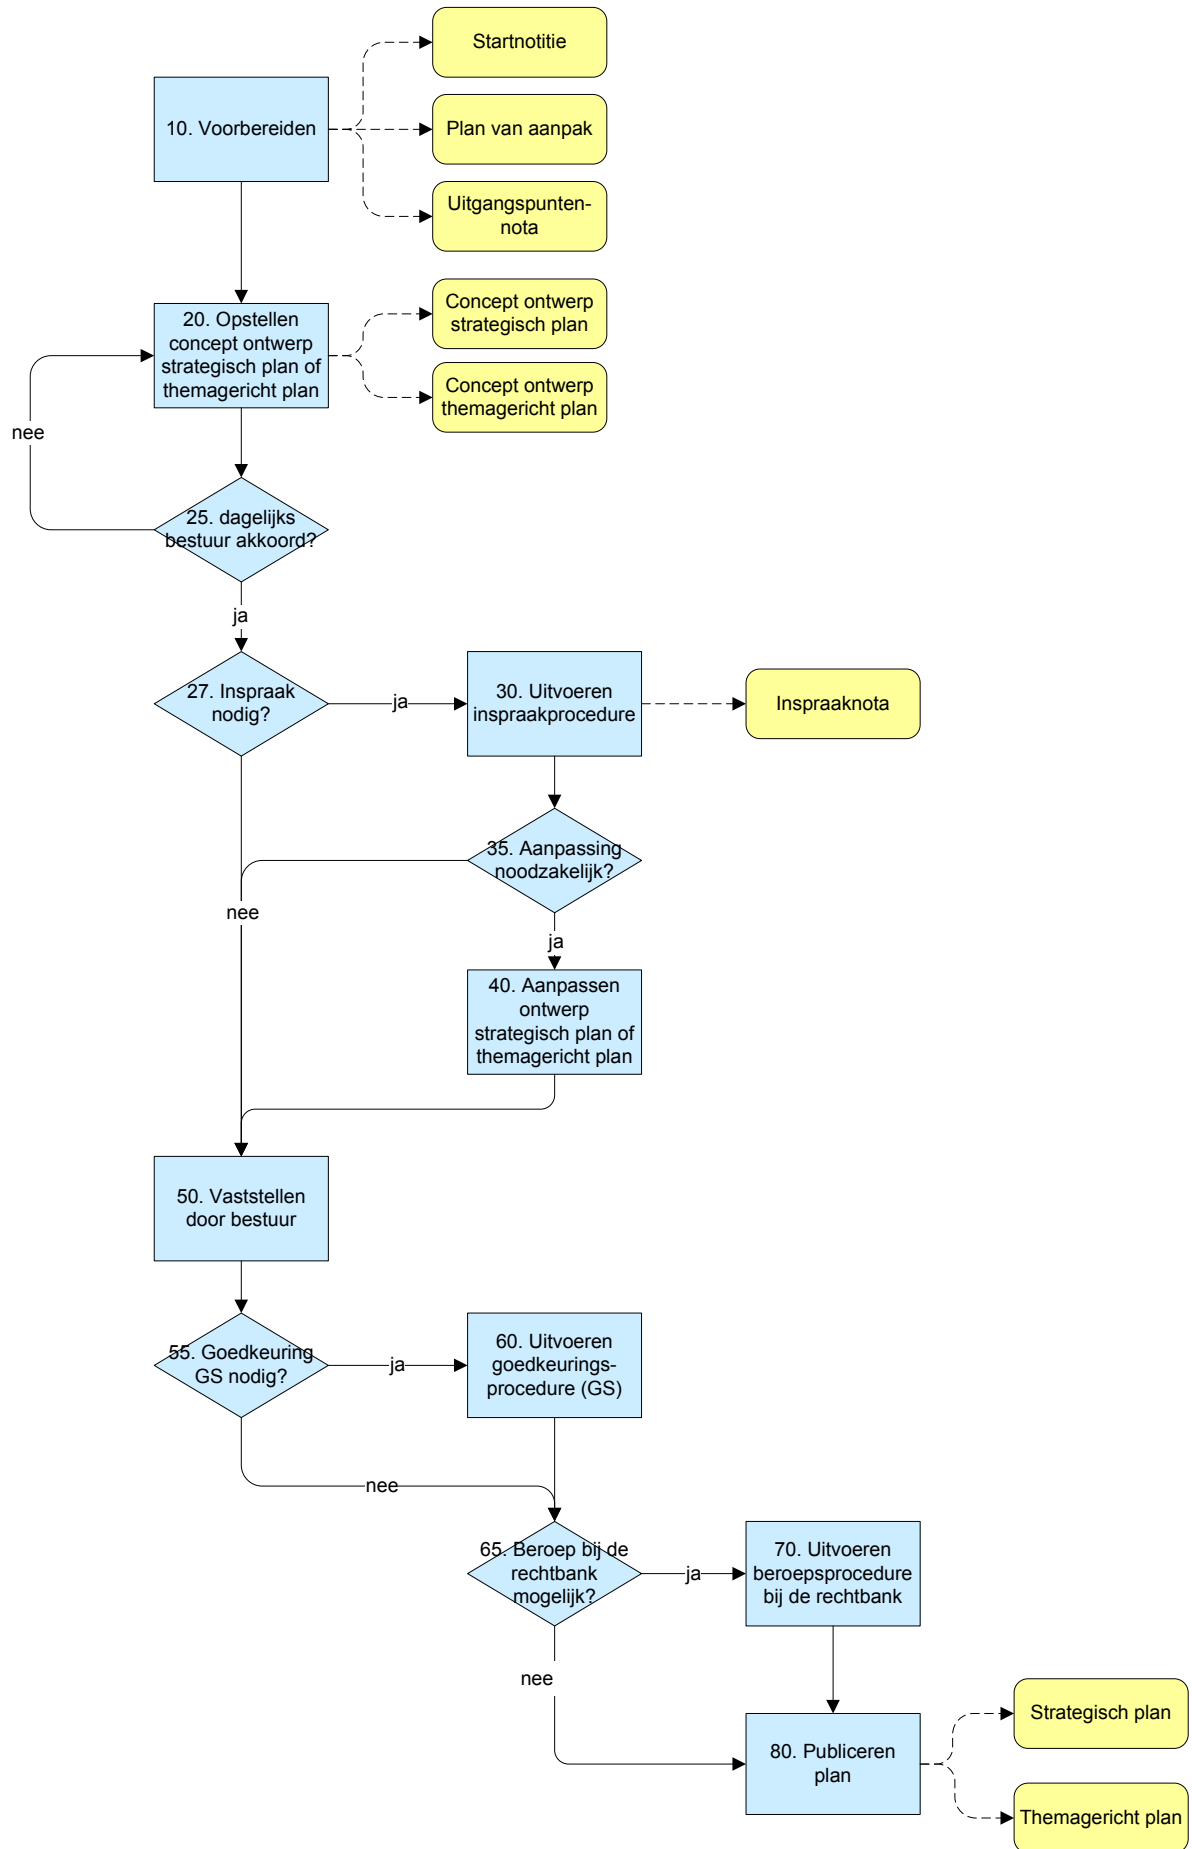 Startnotitie
10. Voorbereiden
Plan van aanpak
Uitgangspunten-
nota
20. Opstellen
concept ontwerp
strategisch plan of
themagericht plan
Concept ontwerp
strategisch plan
Concept ontwerp
themagericht plan
nee
25. dagelijks
bestuur akkoord?
ja
27. Inspraak
nodig?
ja
30. Uitvoeren
inspraakprocedure
Inspraaknota
35. Aanpassing
noodzakelijk?
nee
ja
40. Aanpassen
ontwerp
strategisch plan of
themagericht plan
50. Vaststellen
door bestuur
55. Goedkeuring
GS nodig?
ja
60. Uitvoeren
goedkeurings-
procedure (GS)
nee
65. Beroep bij de
rechtbank
mogelijk?
ja
70. Uitvoeren
beroepsprocedure
bij de rechtbank
nee
80. Publiceren
plan
Strategisch plan
Themagericht plan